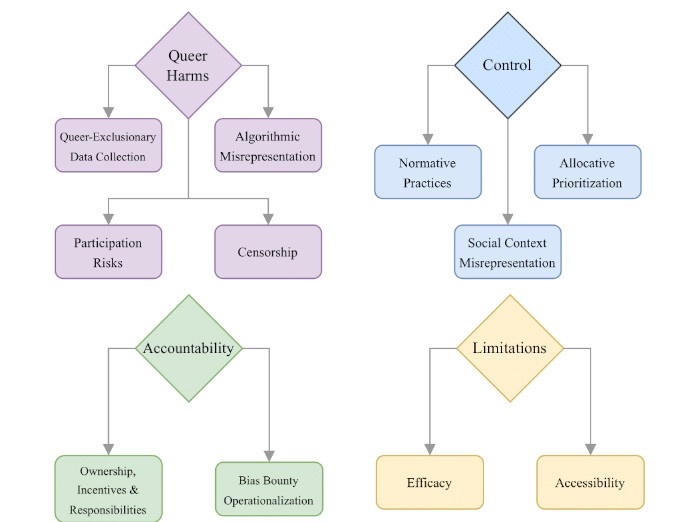 Queer
Harms
Control
Queer-Exclusionary
Data Collection
Algorithmic
Misrepresentation
Normative
Practices
Allocative
Prioritization
Participation
Risks
Censorship
Social Context
Misrepresentation
Accountability
Limitations
Ownership,
Incentives &
Responsibilities
Bias Bounty
Operationalization
Efficacy
Accessibility